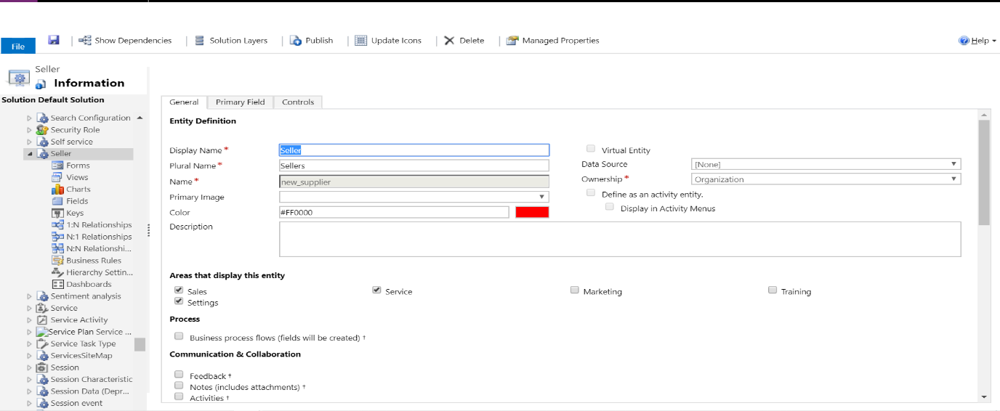 File
Show Dependencies
Solution Layers
Publish
Update Icons
Delete
Managed Properties
Help
Seller
Information
Solution Default Solution
Search Configuration
Security Role
Self service
Seller
Forms
Views
Charts
Fields
Keys
1:N Relationships
N:1 Relationships
N:N Relationshi...
Business Rules
Hierarchy Settin...
Dashboards
Sentiment analysis
Service
Service Activity
Service Plan Service ...
Service Task Type
ServicesSiteMap
Session
Session Characteristic
Session Data (Depr...
Session event
General
Primary Field
Controls
Entity Definition
Display Name *
Seller
Plural Name *
Sellers
Name *
new_supplier
Primary Image
Color
#FF0000
Description
Virtual Entity
Data Source
[None]
Ownership *
Organization
Define as an activity entity.
Display in Activity Menus
Areas that display this entity
Sales
Service
Marketing
Training
Settings
Process
Business process flows (fields will be created) †
Communication & Collaboration
Feedback †
Notes (includes attachments) †
Activities †